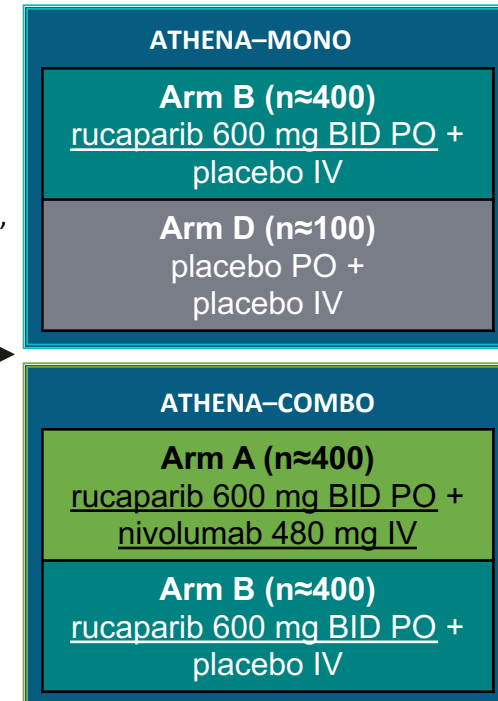 ATHENA–MONO
Arm B (n≈400)
rucaparib 600 mg BID PO +
placebo IV
,
Arm D (n≈100)
placebo PO +
placebo IV
ATHENA–COMBO
Arm A (n≈400)
rucaparib 600 mg BID PO +
nivolumab 480 mg IV
Arm B (n≈400)
rucaparib 600 mg BID PO +
placebo IV